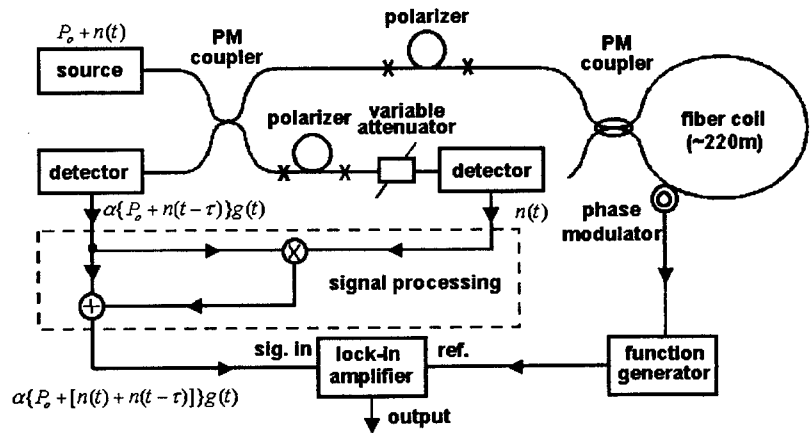 P_o + n(t)
source
PM
coupler
polarizer
PM
coupler
fiber coil
(~220m)
polarizer
variable
attenuator
detector
detector
α{P_o + n(t−τ)}g(t)
n(t)
phase
modulator
×
signal processing
+
sig. in
lock-in
amplifier
ref.
function
generator
α{P_o + [n(t) + n(t−τ)]}g(t)
output